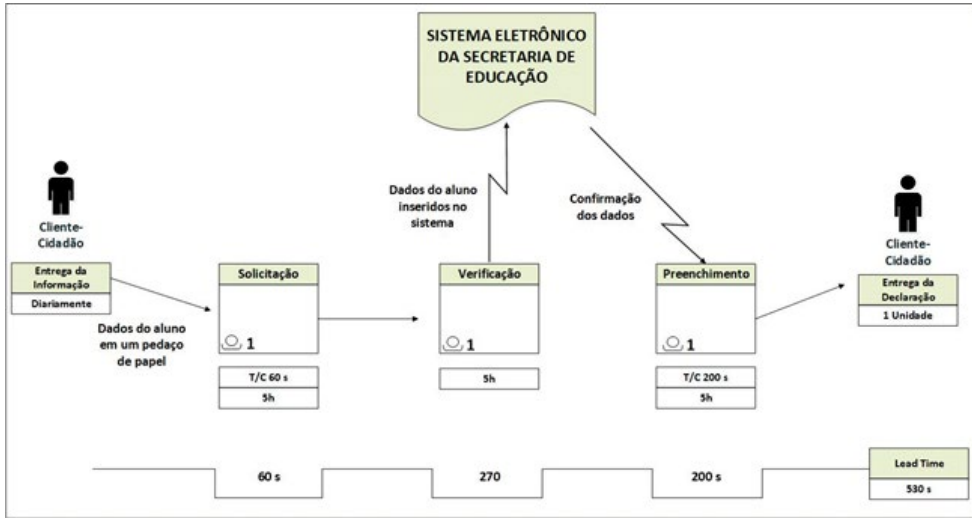 SISTEMA ELETRÔNICO
DA SECRETARIA DE
EDUCAÇÃO
Dados do aluno
inseridos no
sistema
Confirmação
dos dados
Cliente-
Cidadão
Entrega da
Informação
Diariamente
Dados do aluno
em um pedaço
de papel
Solicitação
1
T/C 60 s
5h
Verificação
1
5h
Preenchimento
1
T/C 200 s
5h
Cliente-
Cidadão
Entrega da
Declaração
1 Unidade
60 s
270
200 s
Lead Time
530 s